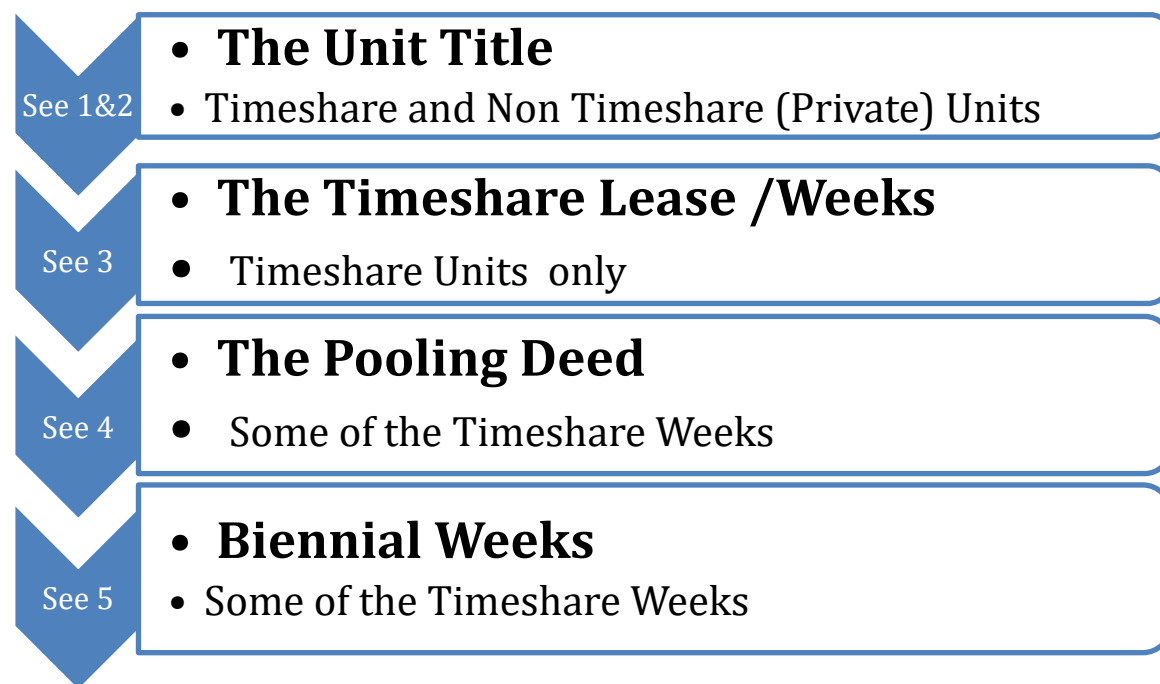 See 1&2
• The Unit Title
• Timeshare and Non Timeshare (Private) Units
See 3
• The Timeshare Lease /Weeks
• Timeshare Units only
See 4
• The Pooling Deed
• Some of the Timeshare Weeks
See 5
• Biennial Weeks
• Some of the Timeshare Weeks